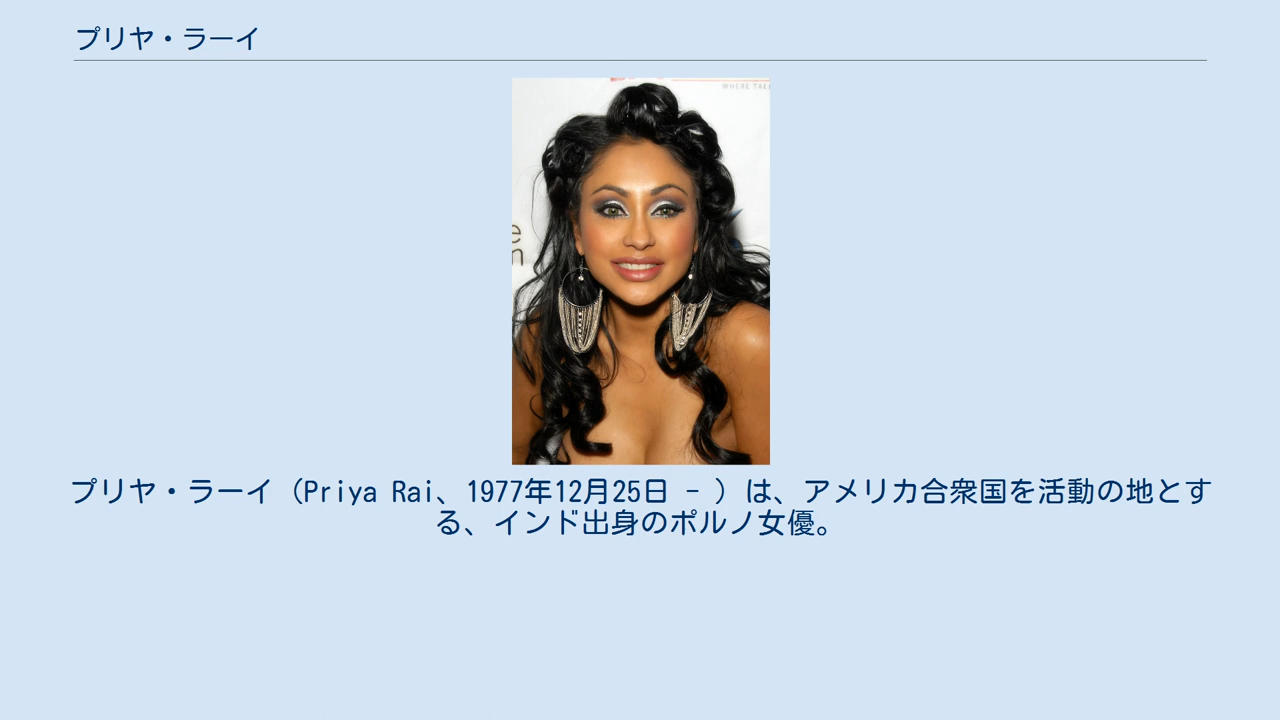 プリヤ・ラーイ
WHERE TALE
e
n
プリヤ・ラーイ（Priya Rai、1977年12月25日 - ）は、アメリカ合衆国を活動の地とす
る、インド出身のポルノ女優。